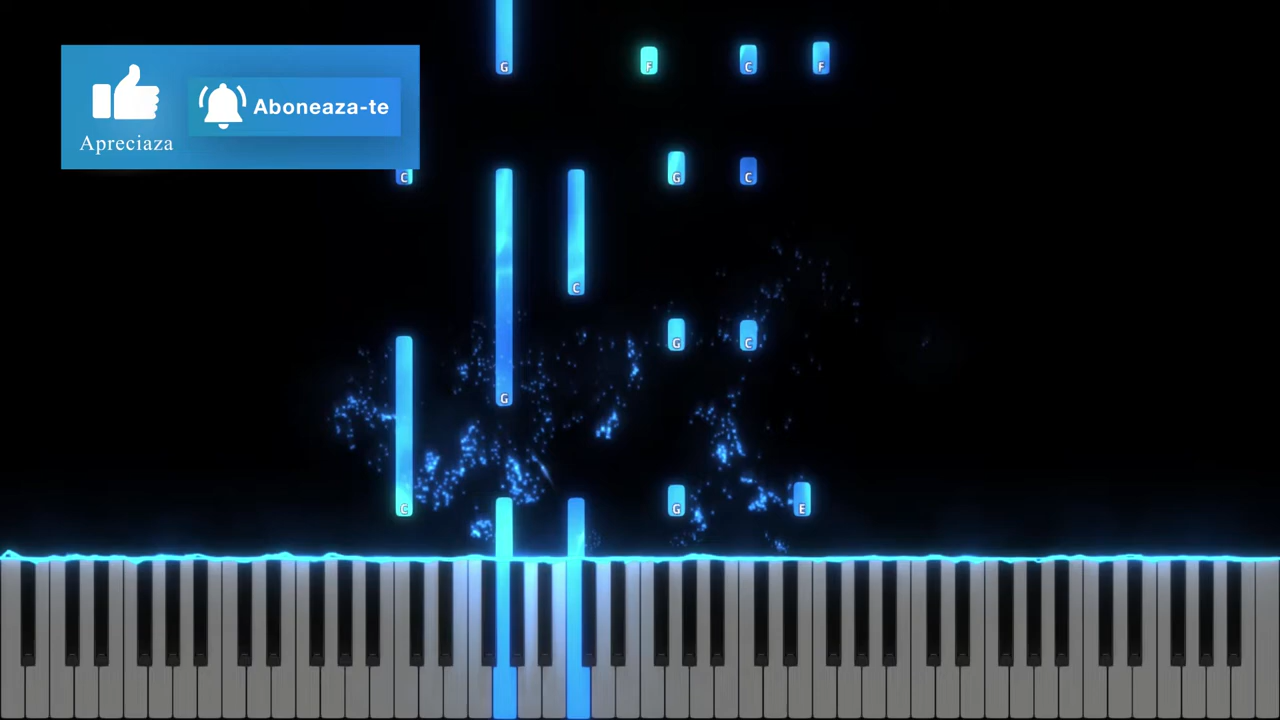 G F C F
Aboneaza-te
Apreciaza
C G C
C
G C
G
C G E